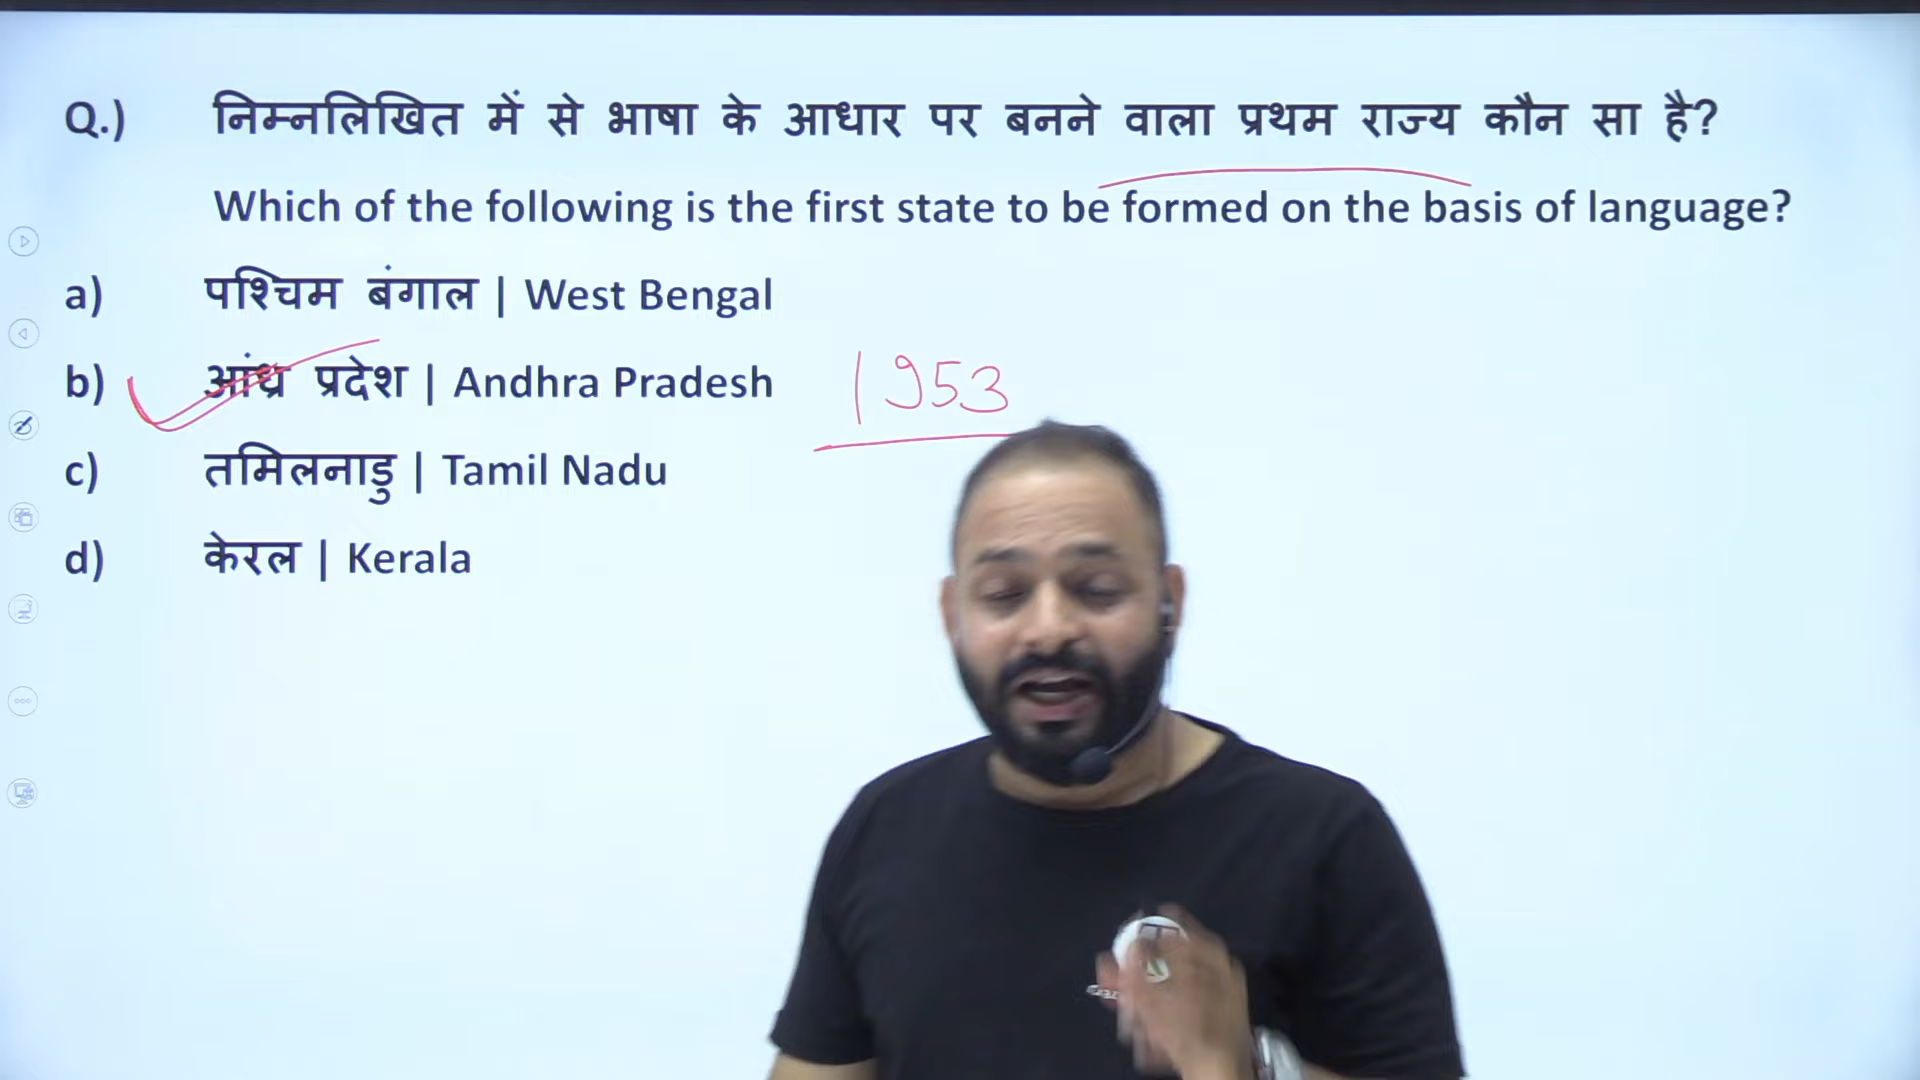 Q.) निम्नलिखित में से भाषा के आधार पर बनने वाला प्रथम राज्य कौन सा है?
Which of the following is the first state to be formed on the basis of language?
a) पश्चिम बंगाल | West Bengal
b) आंध्र प्रदेश | Andhra Pradesh 1953
c) तमिलनाडु | Tamil Nadu
d) केरल | Kerala